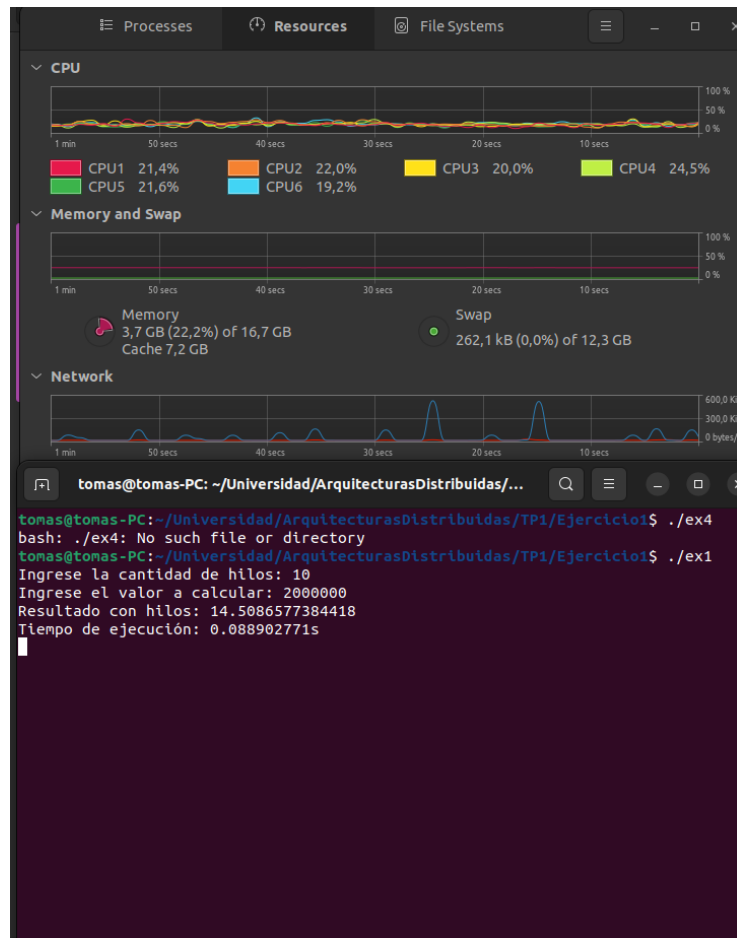 Processes Resources File Systems
CPU
100 %
50 %
0 %
1 min 50 secs 40 secs 30 secs 20 secs 10 secs
CPU1 21,4% CPU2 22,0% CPU3 20,0% CPU4 24,5%
CPU5 21,6% CPU6 19,2%
Memory and Swap
100 %
50 %
0 %
1 min 50 secs 40 secs 30 secs 20 secs 10 secs
Memory
3,7 GB (22,2%) of 16,7 GB
Cache 7,2 GB
Swap
262,1 kB (0,0%) of 12,3 GB
Network
600,0 Ki
300,0 Ki
0 bytes/
1 min 50 secs 40 secs 30 secs 20 secs 10 secs
tomas@tomas-PC: ~/Universidad/ArquitecturasDistribuidas/...
tomas@tomas-PC:~/Universidad/ArquitecturasDistribuidas/TP1/Ejercicio1$ ./ex4
bash: ./ex4: No such file or directory
tomas@tomas-PC:~/Universidad/ArquitecturasDistribuidas/TP1/Ejercicio1$ ./ex1
Ingrese la cantidad de hilos: 10
Ingrese el valor a calcular: 2000000
Resultado con hilos: 14.5086577384418
Tiempo de ejecución: 0.088902771s